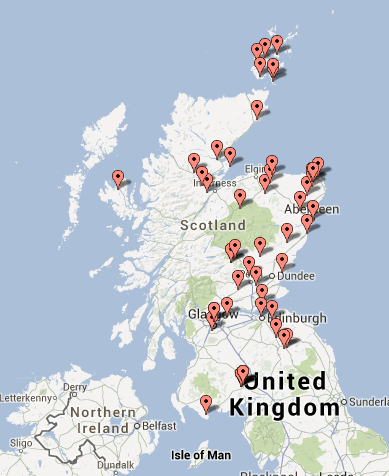 Elgin
Inverness
Aberdeen
Scotland
Dundee
Glasgow
Edinburgh
United
Kingdom
Derry
Letterkenny
Northern
Ireland
Belfast
Sligo
Isle of Man
Dundalk
Sunderland